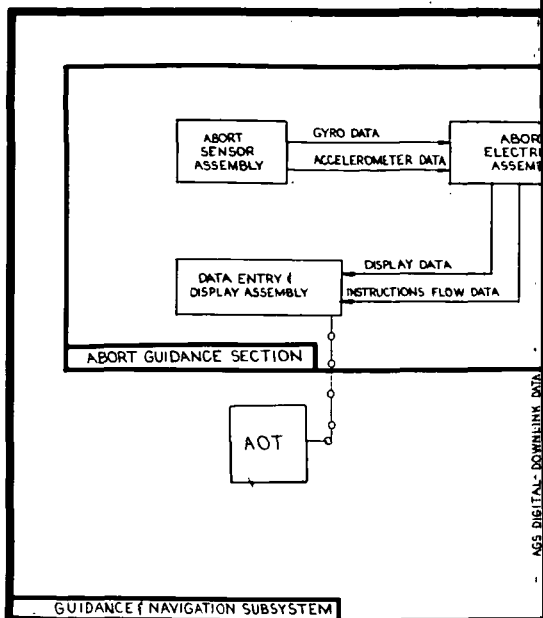 ABORT
SENSOR
ASSEMBLY
GYRO DATA
ACCELEROMETER DATA
DATA ENTRY &
DISPLAY ASSEMBLY
DISPLAY DATA
INSTRUCTIONS FLOW DATA
ABORT GUIDANCE SECTION
AOT
AGS DIGITAL-DOWNLINK DATA
GUIDANCE & NAVIGATION SUBSYSTEM